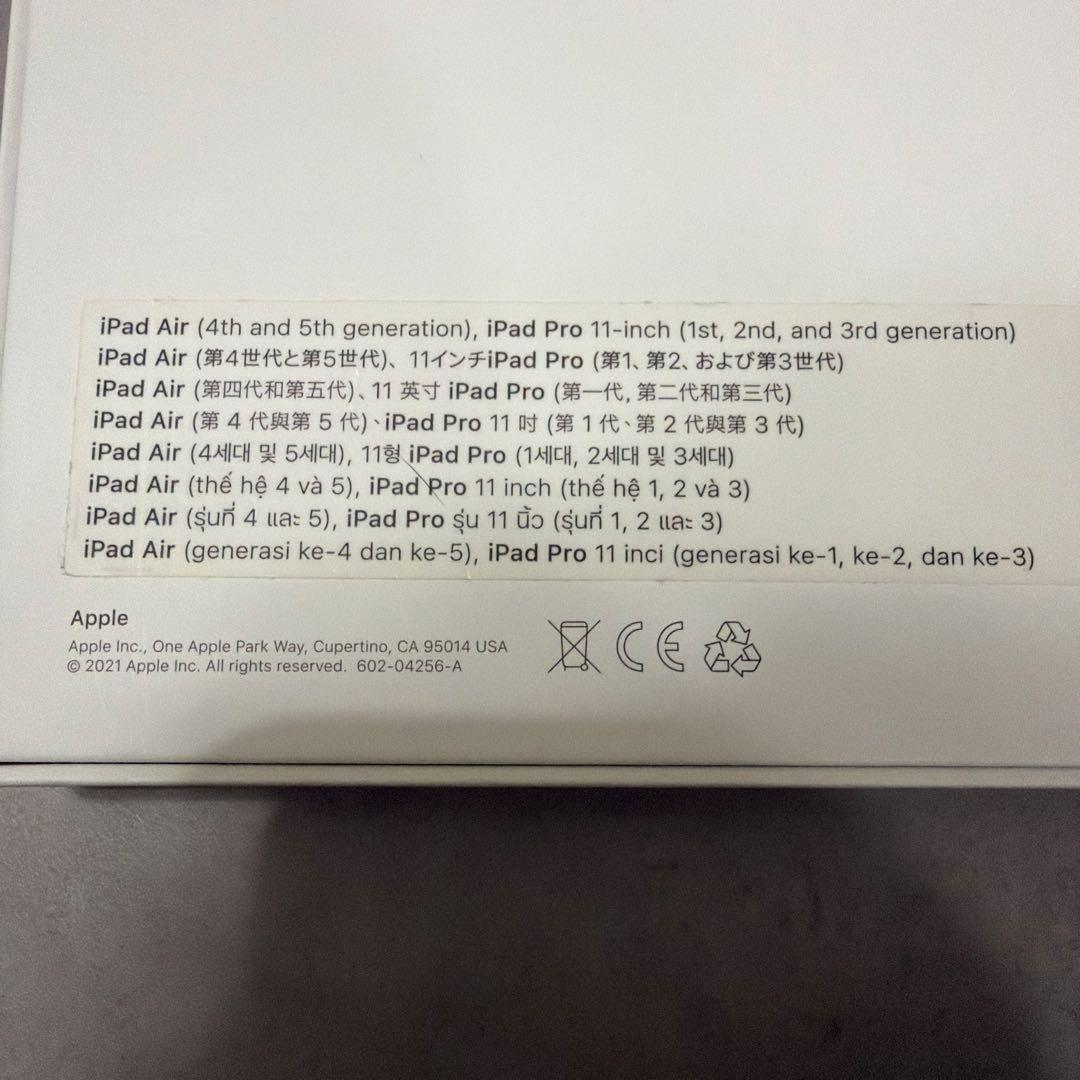 iPad Air (4th and 5th generation), iPad Pro 11-inch (1st, 2nd, and 3rd generation)
iPad Air (第4世代と第5世代)、11インチiPad Pro (第1、第2、および第3世代)
iPad Air (第四代和第五代)、11 英寸 iPad Pro (第一代, 第二代和第三代)
iPad Air (第 4 代與第 5 代)、iPad Pro 11 吋 (第 1 代、第 2 代與第 3 代)
iPad Air (4세대 및 5세대), 11형 iPad Pro (1세대, 2세대 및 3세대)
iPad Air (thế hệ 4 và 5), iPad Pro 11 inch (thế hệ 1, 2 và 3)
iPad Air (รุ่นที่ 4 และ 5), iPad Pro รุ่น 11 นิ้ว (รุ่นที่ 1, 2 และ 3)
iPad Air (generasi ke-4 dan ke-5), iPad Pro 11 inci (generasi ke-1, ke-2, dan ke-3)
Apple
Apple Inc., One Apple Park Way, Cupertino, CA 95014 USA
© 2021 Apple Inc. All rights reserved. 602-04256-A
CE